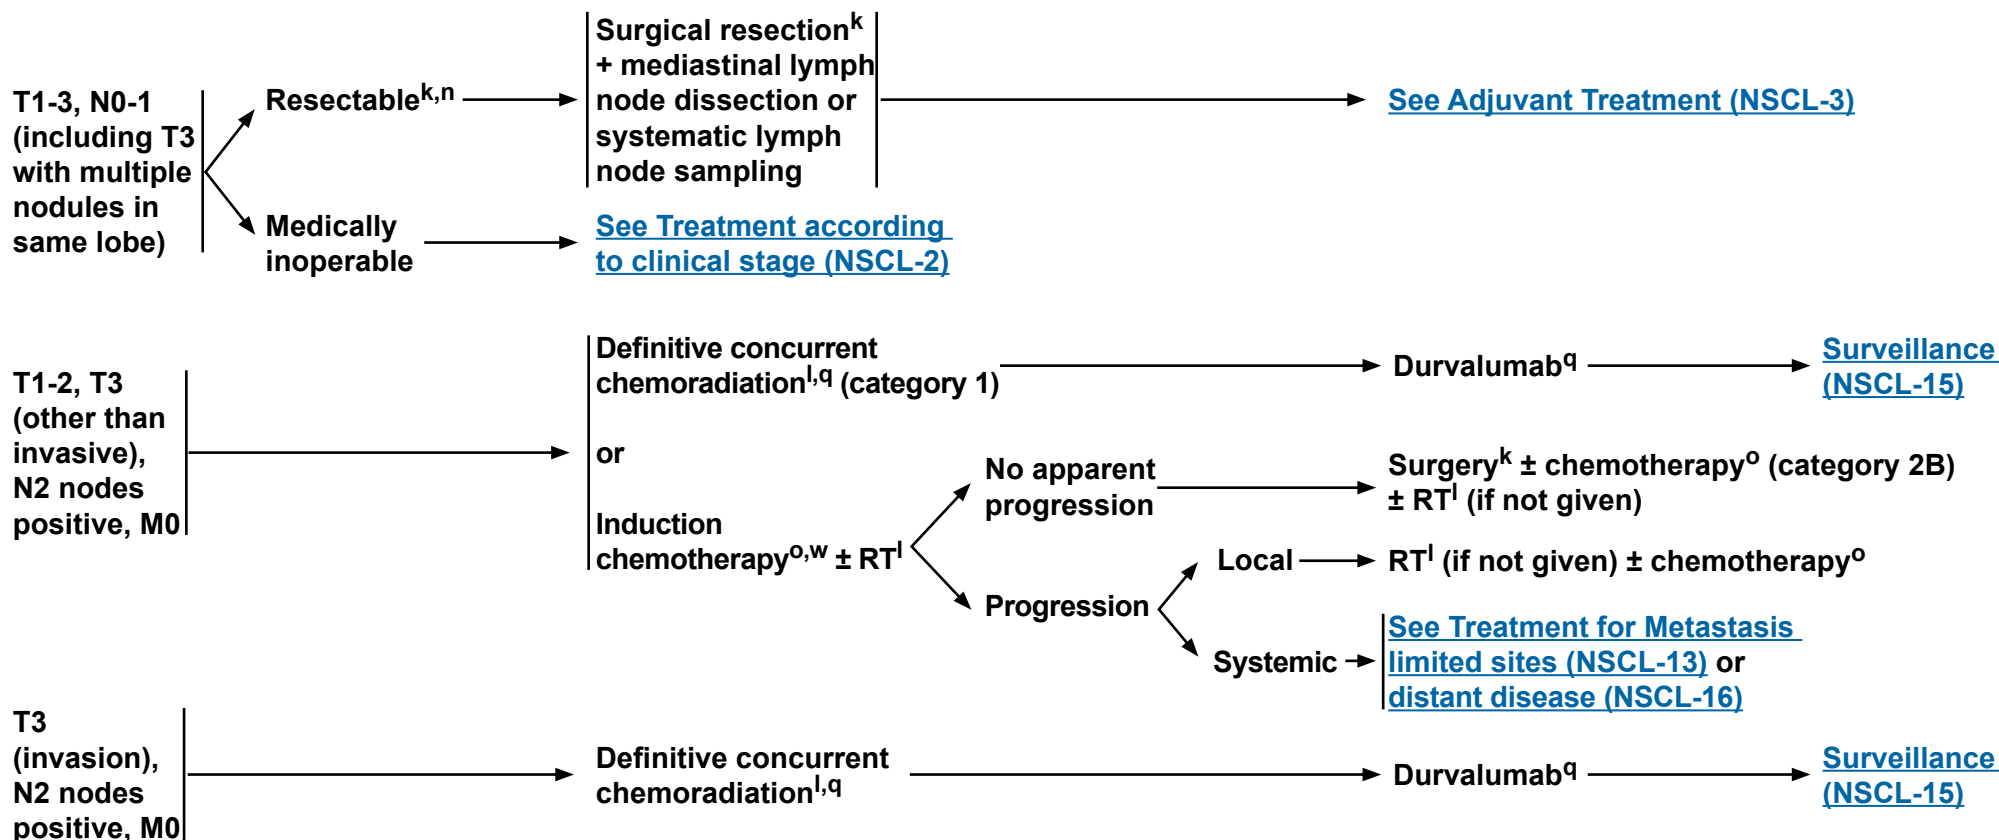 T1-3, N0-1
(including T3
with multiple
nodules in
same lobe)
Resectablek,n
Surgical resectionk
+ mediastinal lymph
node dissection or
systematic lymph
node sampling
See Adjuvant Treatment (NSCL-3)
Medically
inoperable
See Treatment according
to clinical stage (NSCL-2)
T1-2, T3
(other than
invasive),
N2 nodes
positive, M0
Definitive concurrent
chemoradiationl,q (category 1)
Durvalumabq
Surveillance
(NSCL-15)
or
Induction
chemotherapyo,w ± RTl
No apparent
progression
Surgeryk ± chemotherapyo (category 2B)
± RTl (if not given)
Progression
Local
RTl (if not given) ± chemotherapyo
Systemic
See Treatment for Metastasis
limited sites (NSCL-13) or
distant disease (NSCL-16)
T3
(invasion),
N2 nodes
positive, M0
Definitive concurrent
chemoradiationl,q
Durvalumabq
Surveillance
(NSCL-15)